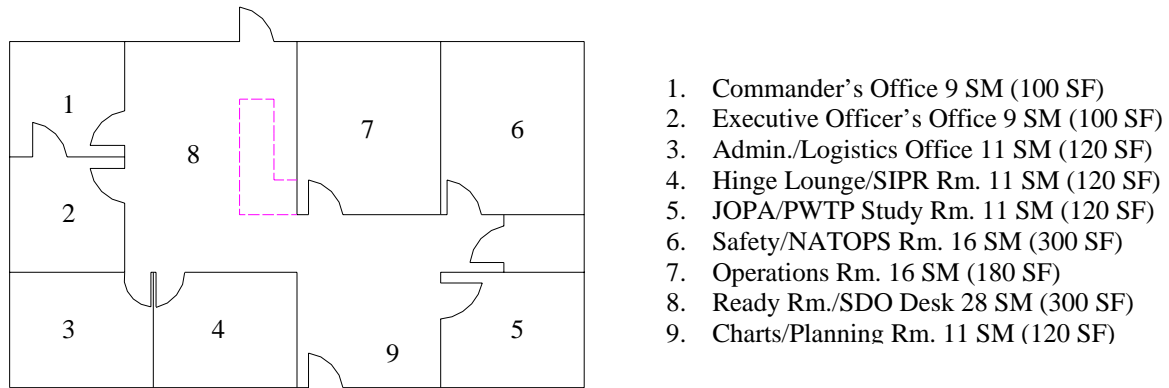 1
2
3
4
5
6
7
8
9
1. Commander's Office 9 SM (100 SF)
2. Executive Officer's Office 9 SM (100 SF)
3. Admin./Logistics Office 11 SM (120 SF)
4. Hinge Lounge/SIPR Rm. 11 SM (120 SF)
5. JOPA/PWTP Study Rm. 11 SM (120 SF)
6. Safety/NATOPS Rm. 16 SM (300 SF)
7. Operations Rm. 16 SM (180 SF)
8. Ready Rm./SDO Desk 28 SM (300 SF)
9. Charts/Planning Rm. 11 SM (120 SF)